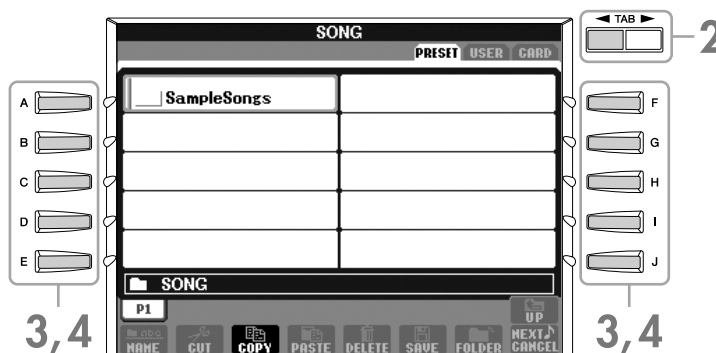 SONG
◄ TAB ►
2
PRESET USER CARD
SampleSongs
A
B
C
D
E
F
G
H
I
J
SONG
P1
UP
NAME CUT COPY PASTE DELETE SAVE FOLDER NEXT♪ CANCEL
3,4
3,4